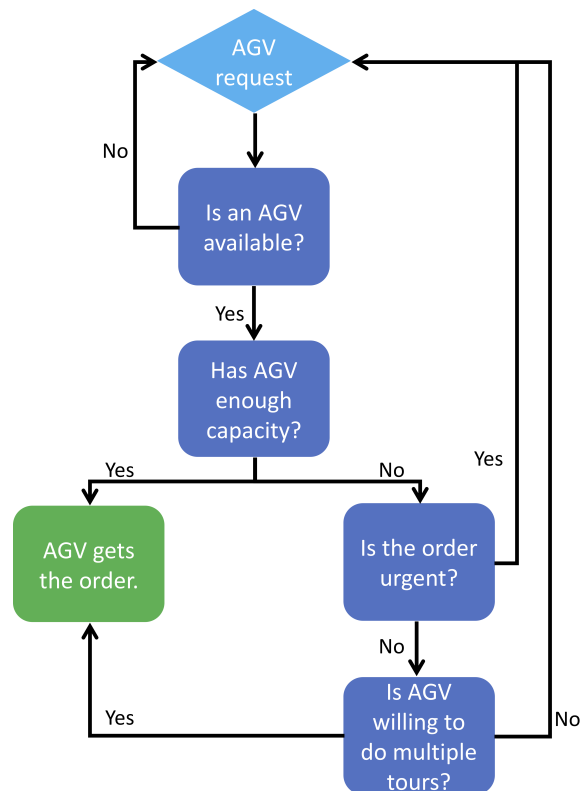 AGV
request
No
Is an AGV
available?
Yes
Has AGV
enough
capacity?
Yes
No
Yes
AGV gets
the order.
Is the order
urgent?
No
Is AGV
willing to
do multiple
tours?
Yes
No